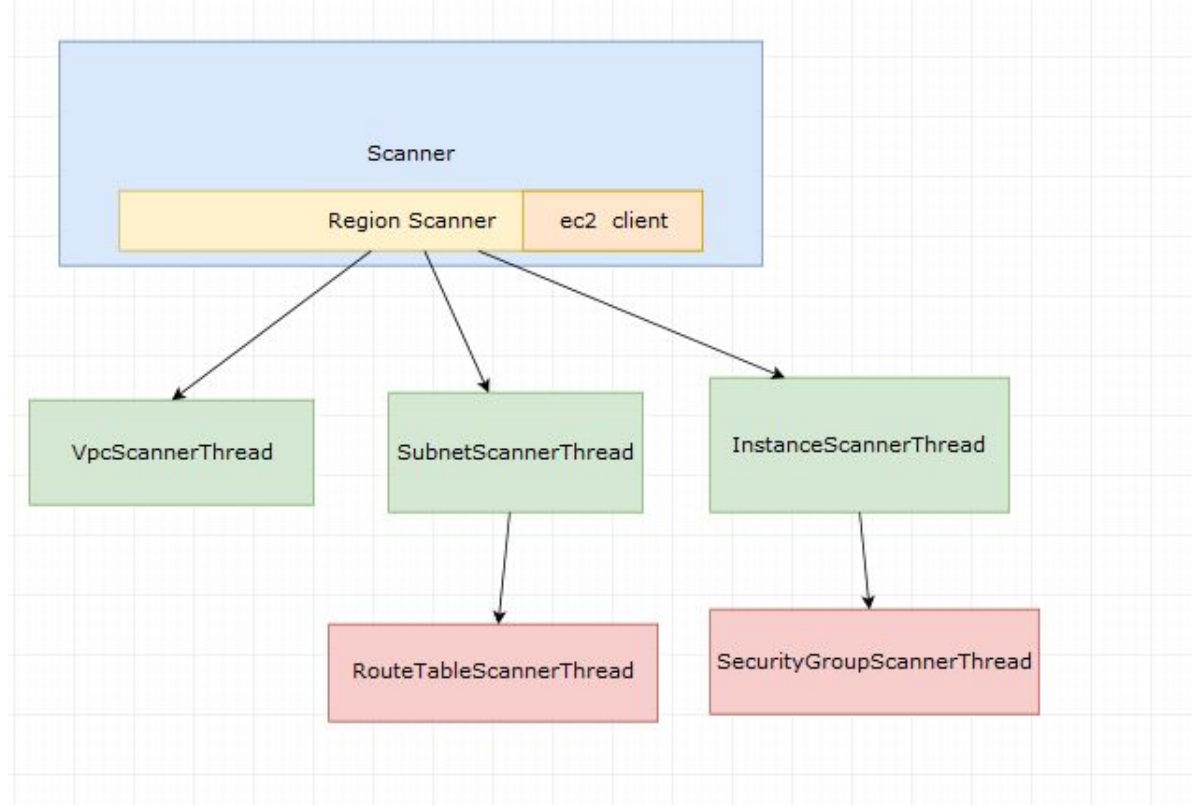 Scanner
Region Scanner
ec2 client
VpcScannerThread
SubnetScannerThread
InstanceScannerThread
RouteTableScannerThread
SecurityGroupScannerThread